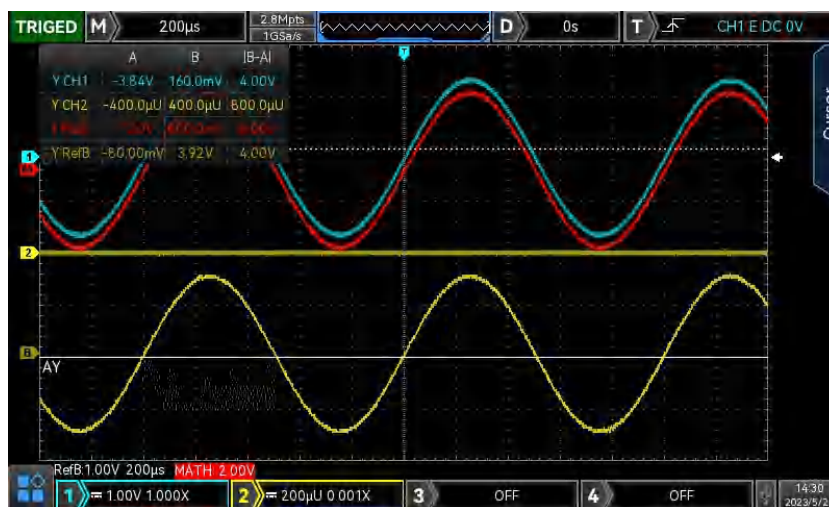 TRIGED M 200µs 2.8Mpts 1GSa/s D 0s T CH1 E DC 0V
A B |B-A|
Y CH1 -3.84V 160.0mV 4.00V
Y CH2 -400.0µU 400.0µU 800.0µU
Y RefB -80.00mV 3.92V 4.00V
Cursor
1
2
B
AY
RefB:1.00V 200µs MATH 2.00V
1 1.00V 1.000X 2 200µU 0.001X 3 OFF 4 OFF 14:30